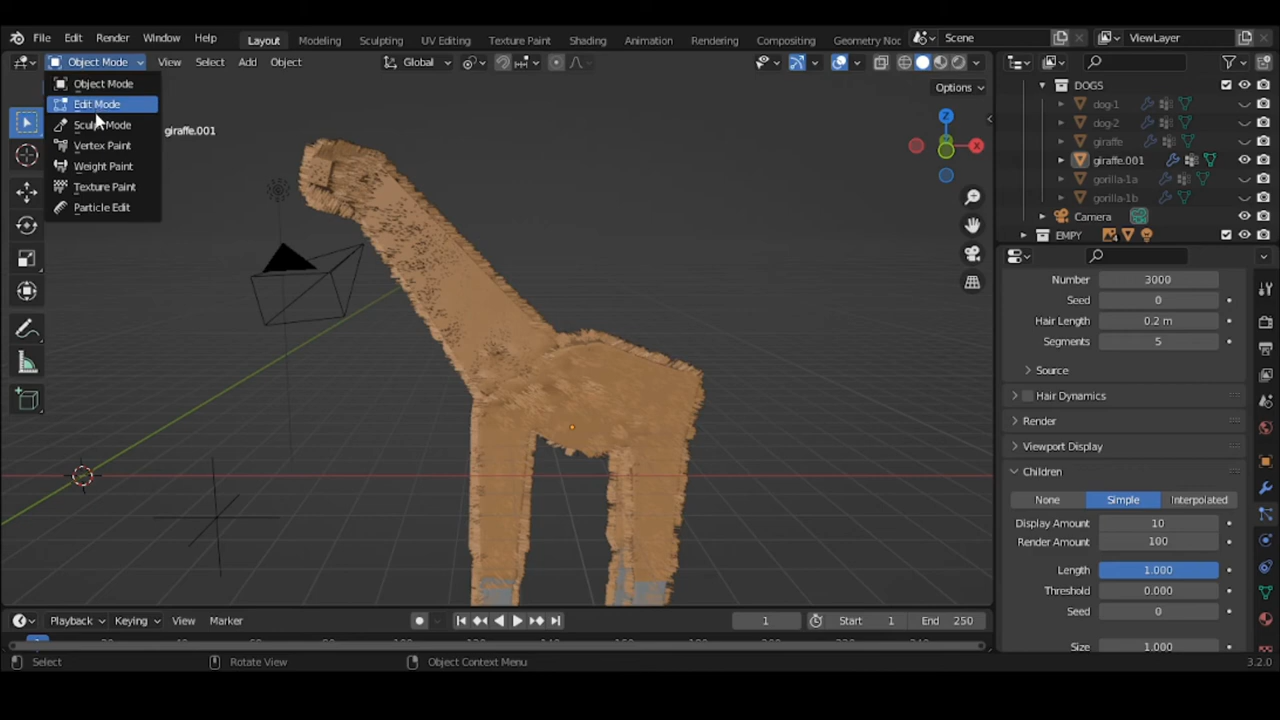 File Edit Render Window Help Layout Modeling Sculpting UV Editing Texture Paint Shading Animation Rendering Compositing Geometry Noc Scene ViewLayer
Object Mode View Select Add Object Global
Options
Object Mode
Edit Mode
Sculpt Mode
Vertex Paint
Weight Paint
Texture Paint
Particle Edit
giraffe.001
Z
X
DOGS
dog-1
dog-2
giraffe
giraffe.001
gorilla-1a
gorilla-1b
Camera
EMPY 4
Number 3000
Seed 0
Hair Length 0.2 m
Segments 5
Source
Hair Dynamics
Render
Viewport Display
Children
None Simple Interpolated
Display Amount 10
Render Amount 100
Length 1.000
Threshold 0.000
Seed 0
Size 1.000
Playback Keying View Marker 1 Start 1 End 250
Select Rotate View Object Context Menu 3.2.0